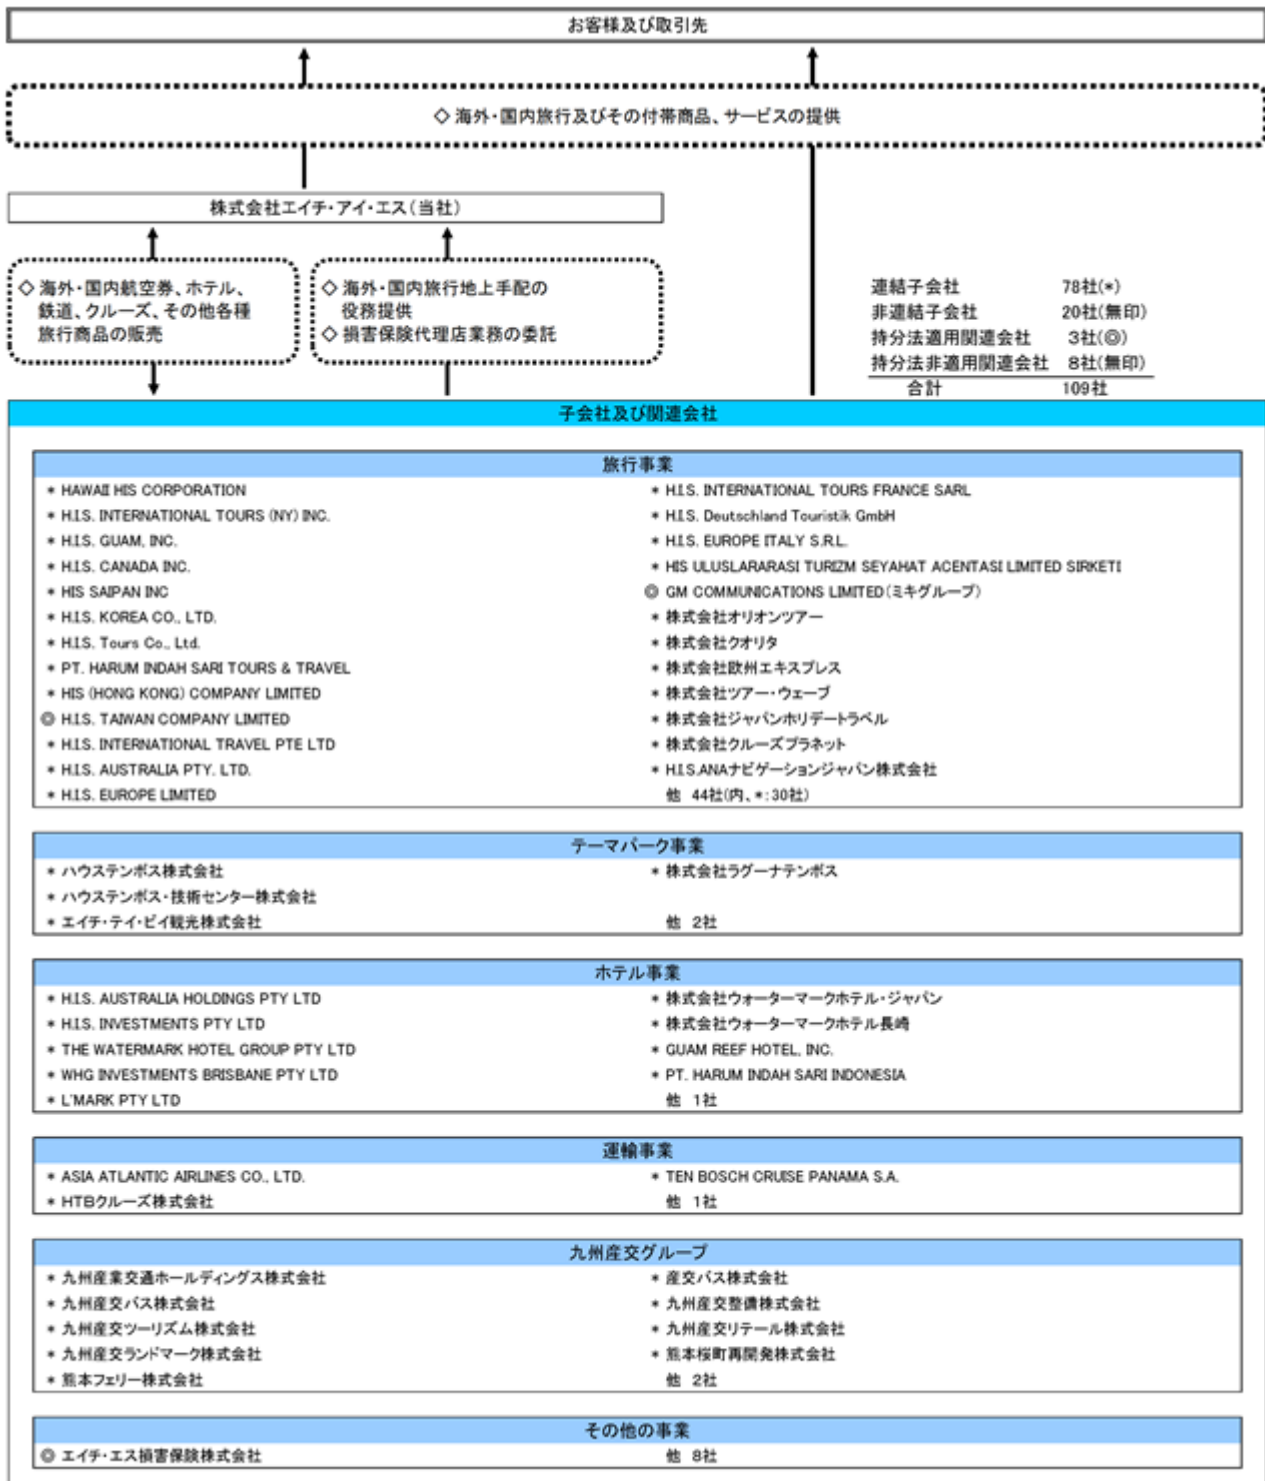 お客様及び取引先
◇ 海外・国内旅行及びその付帯商品、サービスの提供
株式会社エイチ・アイ・エス(当社)
◇ 海外・国内航空券、ホテル、
鉄道、クルーズ、その他各種
旅行商品の販売
◇ 海外・国内旅行地上手配の
役務提供
◇ 損害保険代理店業務の委託
連結子会社 78社(*)
非連結子会社 20社(無印)
持分法適用関連会社 3社(◎)
持分法非適用関連会社 8社(無印)
合計 109社
子会社及び関連会社
旅行事業
* HAWAII HIS CORPORATION
* H.I.S. INTERNATIONAL TOURS (NY) INC.
* H.I.S. GUAM, INC.
* H.I.S. CANADA INC.
* HIS SAIPAN INC
* H.I.S. KOREA CO., LTD.
* H.I.S. Tours Co., Ltd.
* PT. HARUM INDAH SARI TOURS & TRAVEL
* HIS (HONG KONG) COMPANY LIMITED
◎ H.I.S. TAIWAN COMPANY LIMITED
* H.I.S. INTERNATIONAL TRAVEL PTE LTD
* H.I.S. AUSTRALIA PTY. LTD.
* H.I.S. EUROPE LIMITED
* H.I.S. INTERNATIONAL TOURS FRANCE SARL
* H.I.S. Deutschland Touristik GmbH
* H.I.S. EUROPE ITALY S.R.L.
* HIS ULUSLARARASI TURIZM SEYAHAT ACENTASI LIMITED SIRKETI
◎ GM COMMUNICATIONS LIMITED(ミキグループ)
* 株式会社オリオンツアー
* 株式会社クオリタ
* 株式会社欧州エキスプレス
* 株式会社ツアー・ウェーブ
* 株式会社ジャパンホリデートラベル
* 株式会社クルーズプラネット
* H.I.S.ANAナビゲーションジャパン株式会社
他 44社(内、*:30社)
テーマパーク事業
* ハウステンボス株式会社
* ハウステンボス・技術センター株式会社
* エイチ・テイ・ビイ観光株式会社
* 株式会社ラグーナテンボス
他 2社
ホテル事業
* H.I.S. AUSTRALIA HOLDINGS PTY LTD
* H.I.S. INVESTMENTS PTY LTD
* THE WATERMARK HOTEL GROUP PTY LTD
* WHG INVESTMENTS BRISBANE PTY LTD
* L'MARK PTY LTD
* 株式会社ウォーターマークホテル・ジャパン
* 株式会社ウォーターマークホテル長崎
* GUAM REEF HOTEL, INC.
* PT. HARUM INDAH SARI INDONESIA
他 1社
運輸事業
* ASIA ATLANTIC AIRLINES CO., LTD.
* HTBクルーズ株式会社
* TEN BOSCH CRUISE PANAMA S.A.
他 1社
九州産交グループ
* 九州産業交通ホールディングス株式会社
* 九州産交バス株式会社
* 九州産交ツーリズム株式会社
* 九州産交ランドマーク株式会社
* 熊本フェリー株式会社
* 産交バス株式会社
* 九州産交整備株式会社
* 九州産交リテール株式会社
* 熊本桜町再開発株式会社
他 2社
その他の事業
◎ エイチ・エス損害保険株式会社
他 8社